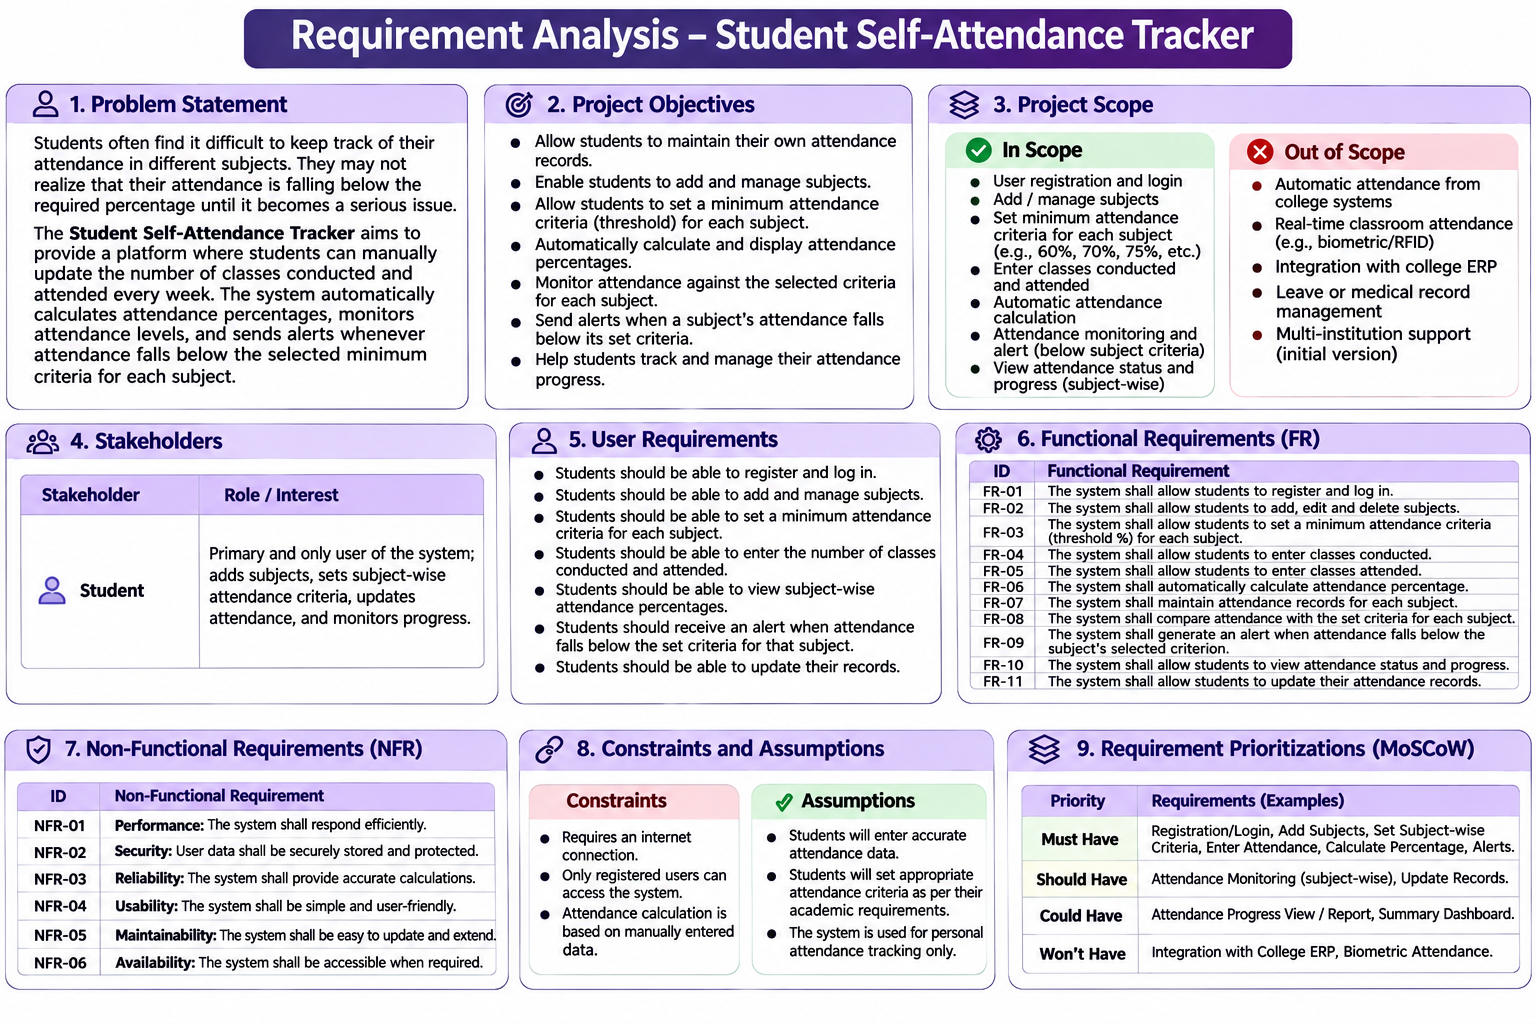 Requirement Analysis – Student Self-Attendance Tracker
1. Problem Statement
Students often find it difficult to keep track of their
attendance in different subjects. They may not
realize that their attendance is falling below the
required percentage until it becomes a serious issue.
The Student Self-Attendance Tracker aims to
provide a platform where students can manually
update the number of classes conducted and
attended every week. The system automatically
calculates attendance percentages, monitors
attendance levels, and sends alerts whenever
attendance falls below the selected minimum
criteria for each subject.
2. Project Objectives
● Allow students to maintain their own attendance
records.
● Enable students to add and manage subjects.
● Allow students to set a minimum attendance
criteria (threshold) for each subject.
● Automatically calculate and display attendance
percentages.
● Monitor attendance against the selected criteria
for each subject.
● Send alerts when a subject's attendance falls
below its set criteria.
● Help students track and manage their attendance
progress.
3. Project Scope
In Scope
● User registration and login
● Add / manage subjects
● Set minimum attendance
criteria for each subject
(e.g., 60%, 70%, 75%, etc.)
● Enter classes conducted
and attended
● Automatic attendance
calculation
● Attendance monitoring and
alert (below subject criteria)
● View attendance status and
progress (subject-wise)
Out of Scope
● Automatic attendance from
college systems
● Real-time classroom attendance
(e.g., biometric/RFID)
● Integration with college ERP
● Leave or medical record
management
● Multi-institution support
(initial version)
4. Stakeholders
Stakeholder Role / Interest
Student
Primary and only user of the system;
adds subjects, sets subject-wise
attendance criteria, updates
attendance, and monitors progress.
5. User Requirements
● Students should be able to register and log in.
● Students should be able to add and manage subjects.
● Students should be able to set a minimum attendance
criteria for each subject.
● Students should be able to enter the number of classes
conducted and attended.
● Students should be able to view subject-wise
attendance percentages.
● Students should receive an alert when attendance
falls below the set criteria for that subject.
● Students should be able to update their records.
6. Functional Requirements (FR)
ID Functional Requirement
FR-01 The system shall allow students to register and log in.
FR-02 The system shall allow students to add, edit and delete subjects.
FR-03 The system shall allow students to set a minimum attendance criteria
(threshold %) for each subject.
FR-04 The system shall allow students to enter classes conducted.
FR-05 The system shall allow students to enter classes attended.
FR-06 The system shall automatically calculate attendance percentage.
FR-07 The system shall maintain attendance records for each subject.
FR-08 The system shall compare attendance with the set criteria for each subject.
FR-09 The system shall generate an alert when attendance falls below the
subject's selected criterion.
FR-10 The system shall allow students to view attendance status and progress.
FR-11 The system shall allow students to update their attendance records.
7. Non-Functional Requirements (NFR)
ID Non-Functional Requirement
NFR-01 Performance: The system shall respond efficiently.
NFR-02 Security: User data shall be securely stored and protected.
NFR-03 Reliability: The system shall provide accurate calculations.
NFR-04 Usability: The system shall be simple and user-friendly.
NFR-05 Maintainability: The system shall be easy to update and extend.
NFR-06 Availability: The system shall be accessible when required.
8. Constraints and Assumptions
Constraints
● Requires an internet
connection.
● Only registered users can
access the system.
● Attendance calculation is
based on manually entered
data.
Assumptions
● Students will enter accurate
attendance data.
● Students will set appropriate
attendance criteria as per their
academic requirements.
● The system is used for personal
attendance tracking only.
9. Requirement Prioritizations (MoSCoW)
Priority Requirements (Examples)
Must Have Registration/Login, Add Subjects, Set Subject-wise
Criteria, Enter Attendance, Calculate Percentage, Alerts.
Should Have Attendance Monitoring (subject-wise), Update Records.
Could Have Attendance Progress View / Report, Summary Dashboard.
Won't Have Integration with College ERP, Biometric Attendance.